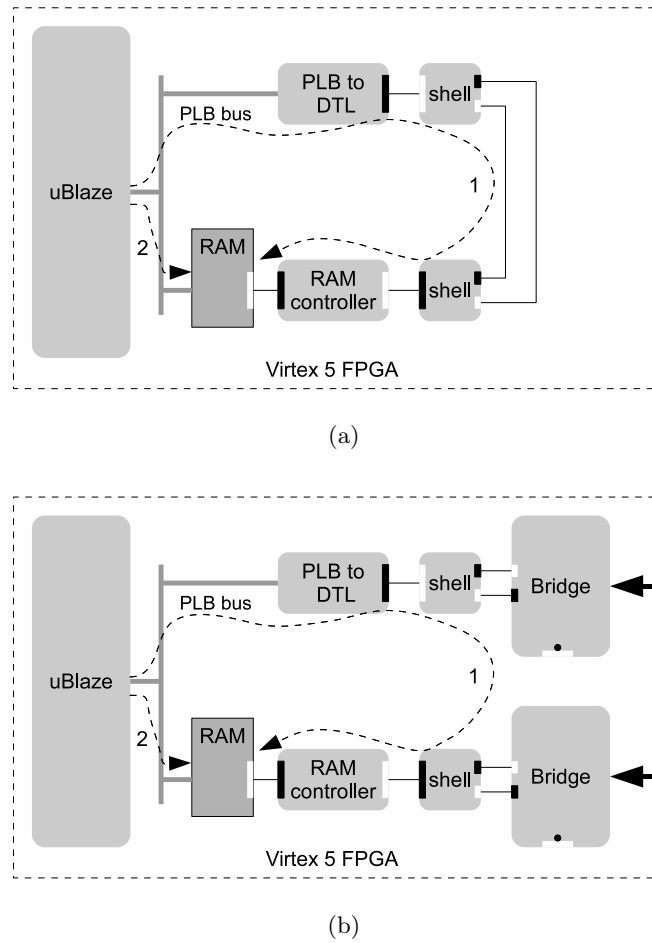 PLB to
DTL
shell
PLB bus
uBlaze
1
2
RAM
RAM
controller
shell
Virtex 5 FPGA
(a)
PLB to
DTL
shell
Bridge
PLB bus
uBlaze
1
2
RAM
RAM
controller
shell
Bridge
Virtex 5 FPGA
(b)